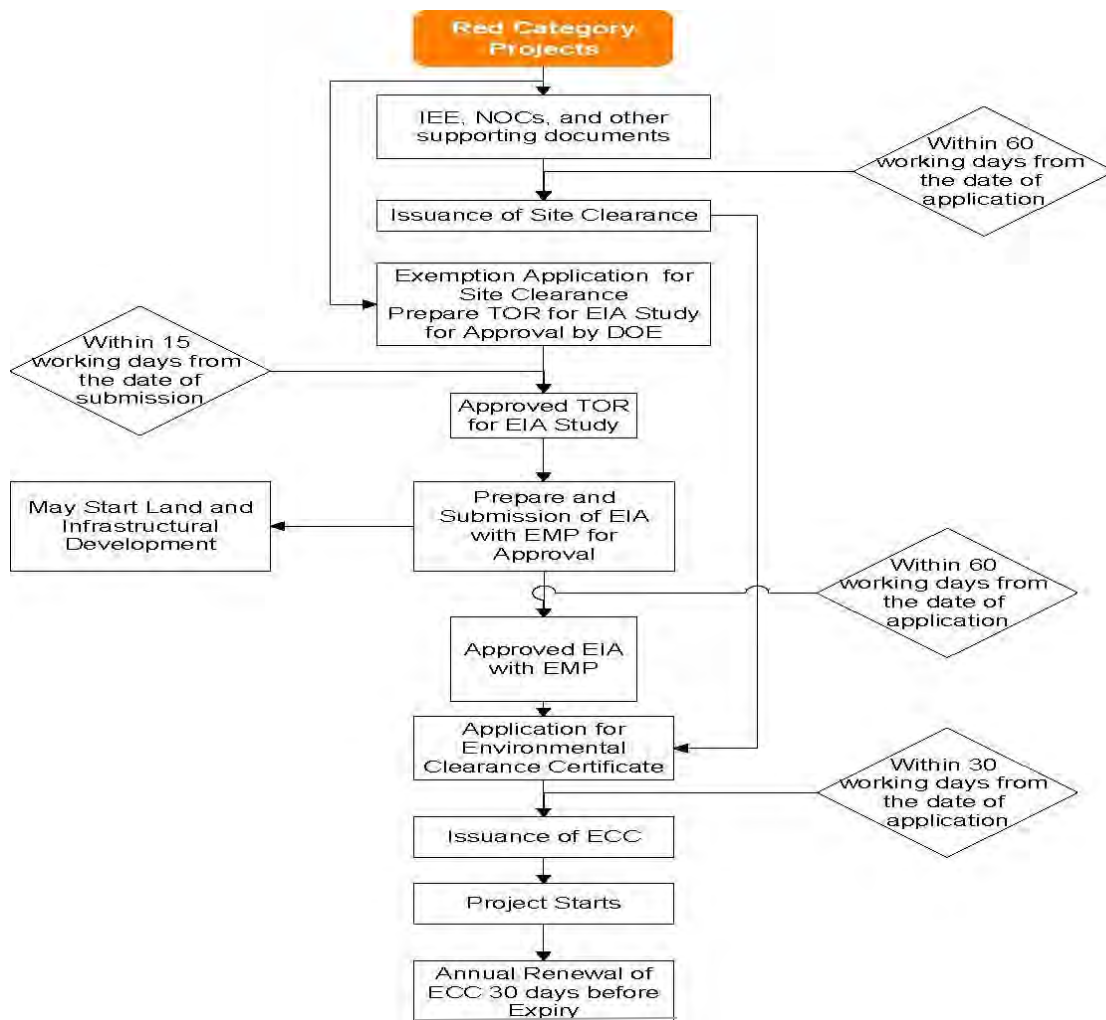 Red Category
Projects
IEE, NOCs, and other
supporting documents
Within 60
working days from
the date of
application
Issuance of Site Clearance
Exemption Application for
Site Clearance
Prepare TOR for EIA Study
for Approval by DOE
Within 15
working days from
the date of
submission
Approved TOR
for EIA Study
May Start Land and
Infrastructural
Development
Prepare and
Submission of EIA
with EMP for
Approval
Within 60
working days from
the date of
application
Approved EIA
with EMP
Application for
Environmental
Clearance Certificate
Within 30
working days from
the date of
application
Issuance of ECC
Project Starts
Annual Renewal of
ECC 30 days before
Expiry